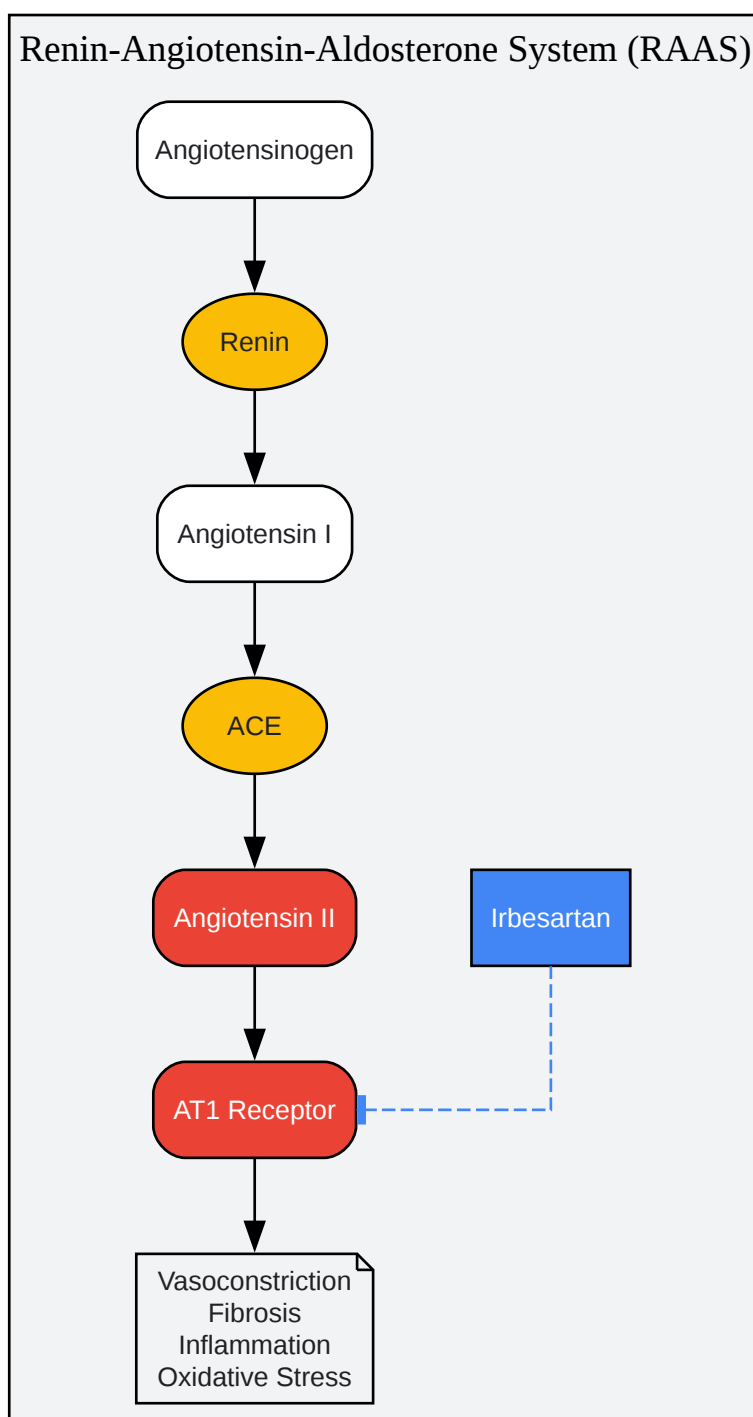 Renin-Angiotensin-Aldosterone System (RAAS)
Angiotensinogen
Renin
Angiotensin I
ACE
Angiotensin II
Irbesartan
AT1 Receptor
Vasoconstriction
Fibrosis
Inflammation
Oxidative Stress